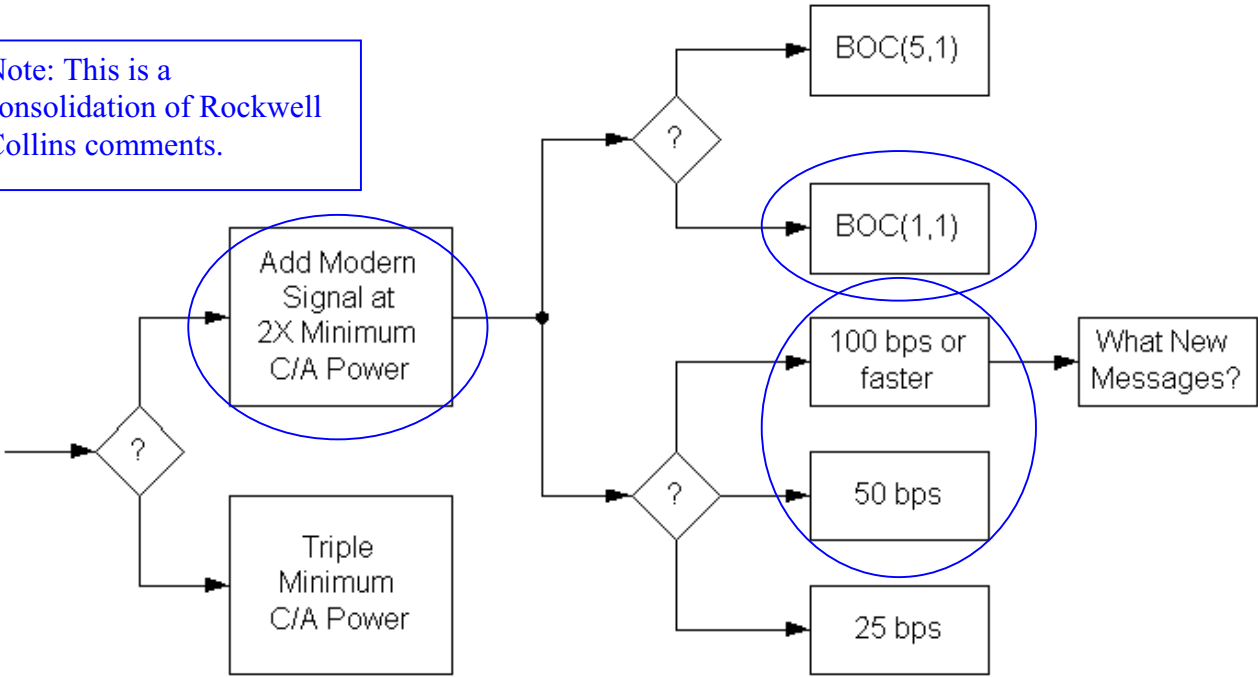 Note: This is a
consolidation of Rockwell
Collins comments.
BOC(5,1)
?
BOC(1,1)
Add Modern
Signal at
2X Minimum
C/A Power
100 bps or
faster
What New
Messages?
?
?
50 bps
Triple
Minimum
C/A Power
25 bps